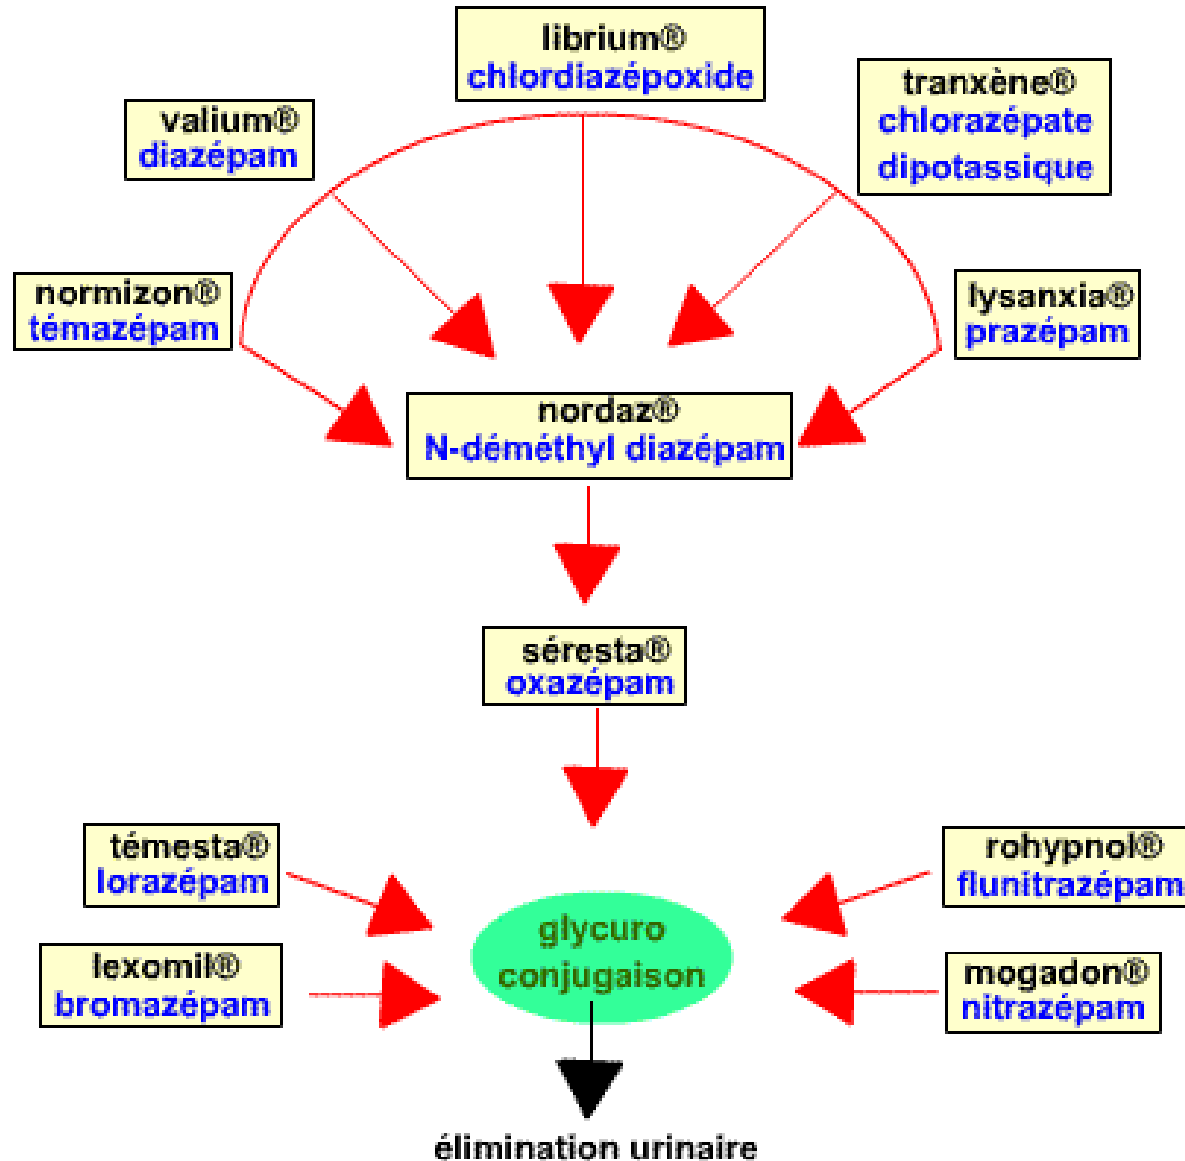 librium®
chlordiazépoxide
tranxène®
chlorazépate
dipotassique
valium®
diazépam
normizon®
témazépam
lysanxia®
prazépam
nordaz®
N-déméthyl diazépam
séresta®
oxazépam
témesta®
lorazépam
rohypnol®
flunitrazépam
glycuro
conjugaison
lexomil®
bromazépam
mogadon®
nitrazépam
élimination urinaire